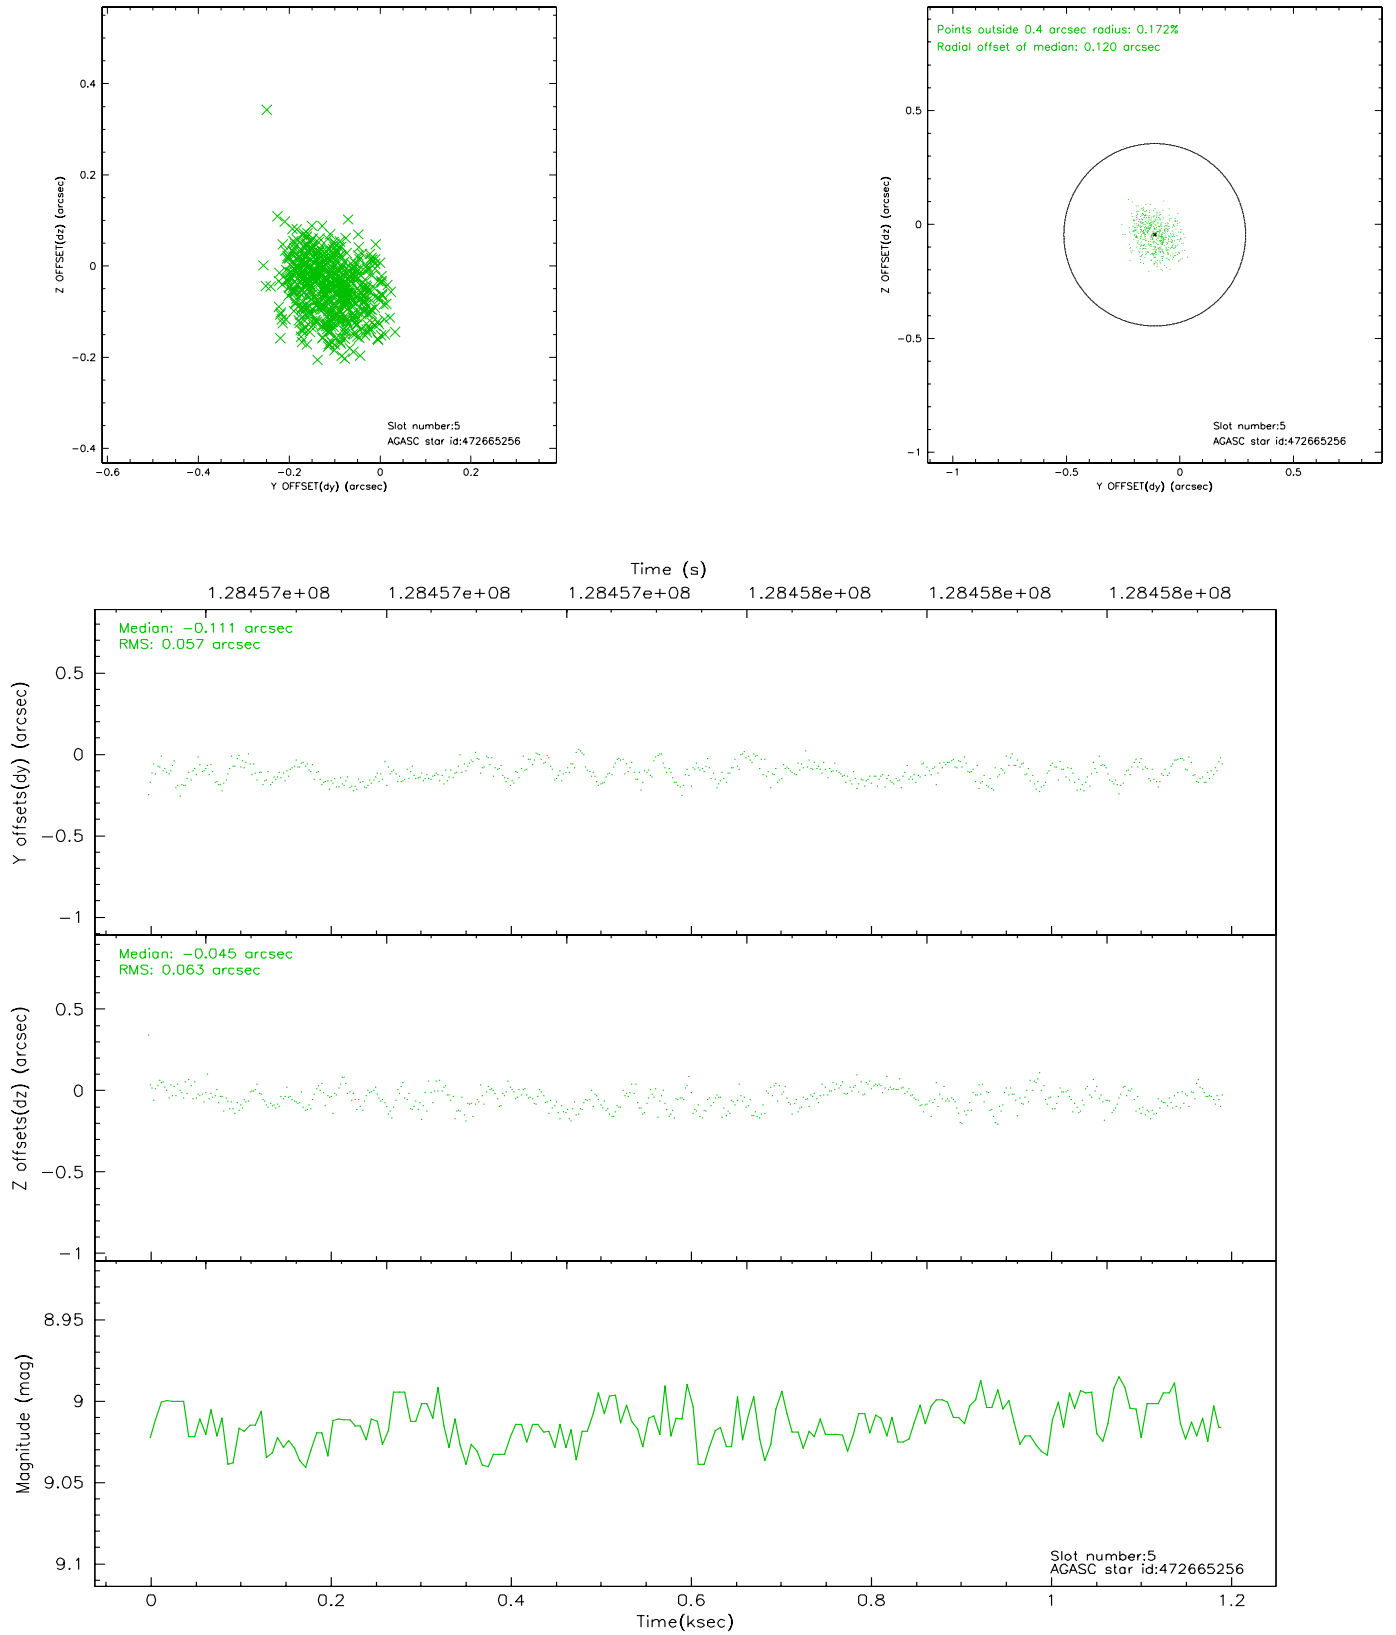 0.4
0.2
0
−0.2
−0.4
Z OFFSET(dz) (arcsec)
Slot number:5
AGASC star id:472665256
−0.6 −0.4 −0.2 0 0.2
Y OFFSET(dy) (arcsec)
Points outside 0.4 arcsec radius: 0.172%
Radial offset of median: 0.120 arcsec
0.5
0
−0.5
−1
Z OFFSET(dz) (arcsec)
Slot number:5
AGASC star id:472665256
−1 −0.5 0 0.5
Y OFFSET(dy) (arcsec)
Time (s)
1.28457e+08 1.28457e+08 1.28457e+08 1.28458e+08 1.28458e+08 1.28458e+08
Median: −0.111 arcsec
RMS: 0.057 arcsec
0.5
0
−0.5
−1
Y offsets(dy) (arcsec)
Median: −0.045 arcsec
RMS: 0.063 arcsec
0.5
0
−0.5
−1
Z offsets(dz) (arcsec)
8.95
9
9.05
9.1
Magnitude (mag)
Slot number:5
AGASC star id:472665256
0 0.2 0.4 0.6 0.8 1 1.2
Time(ksec)